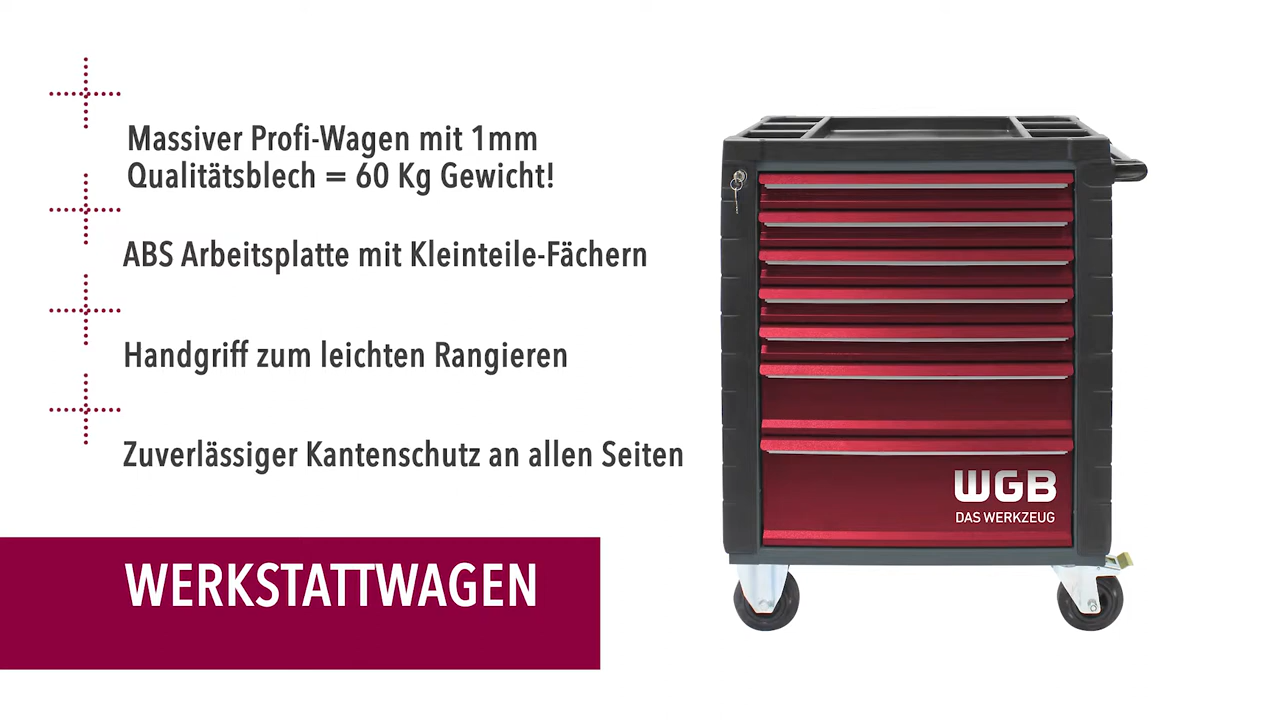 Massiver Profi-Wagen mit 1mm
Qualitätsblech = 60 Kg Gewicht!
ABS Arbeitsplatte mit Kleinteile-Fächern
Handgriff zum leichten Rangieren
Zuverlässiger Kantenschutz an allen Seiten
WERKSTATTWAGEN
WGB
DAS WERKZEUG